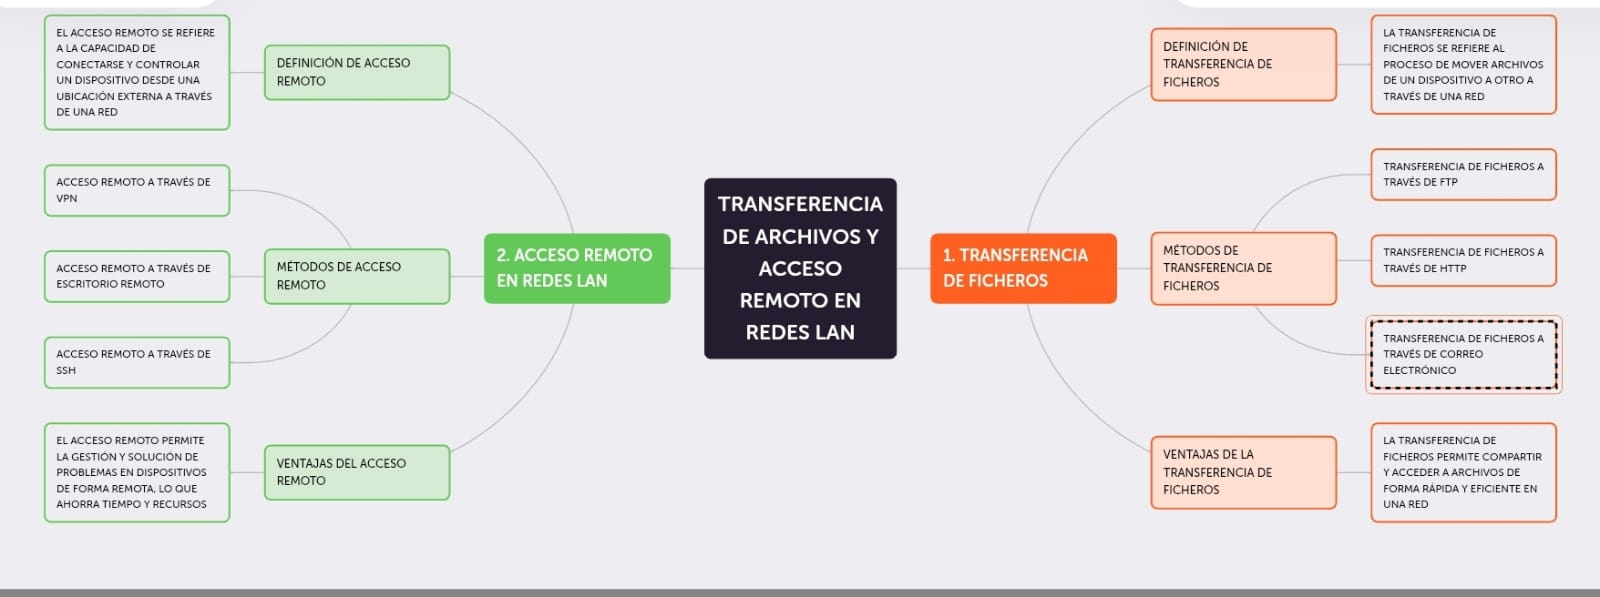 EL ACCESO REMOTO SE REFIERE
A LA CAPACIDAD DE
CONECTARSE Y CONTROLAR
UN DISPOSITIVO DESDE UNA
UBICACIÓN EXTERNA A TRAVÉS
DE UNA RED
DEFINICIÓN DE ACCESO
REMOTO
ACCESO REMOTO A TRAVÉS DE
VPN
ACCESO REMOTO A TRAVÉS DE
ESCRITORIO REMOTO
ACCESO REMOTO A TRAVÉS DE
SSH
MÉTODOS DE ACCESO
REMOTO
EL ACCESO REMOTO PERMITE
LA GESTIÓN Y SOLUCIÓN DE
PROBLEMAS EN DISPOSITIVOS
DE FORMA REMOTA, LO QUE
AHORRA TIEMPO Y RECURSOS
VENTAJAS DEL ACCESO
REMOTO
2. ACCESO REMOTO
EN REDES LAN
TRANSFERENCIA
DE ARCHIVOS Y
ACCESO
REMOTO EN
REDES LAN
1. TRANSFERENCIA
DE FICHEROS
DEFINICIÓN DE
TRANSFERENCIA DE
FICHEROS
LA TRANSFERENCIA DE
FICHEROS SE REFIERE AL
PROCESO DE MOVER ARCHIVOS
DE UN DISPOSITIVO A OTRO A
TRAVÉS DE UNA RED
MÉTODOS DE
TRANSFERENCIA DE
FICHEROS
TRANSFERENCIA DE FICHEROS A
TRAVÉS DE FTP
TRANSFERENCIA DE FICHEROS A
TRAVÉS DE HTTP
TRANSFERENCIA DE FICHEROS A
TRAVÉS DE CORREO
ELECTRÓNICO
VENTAJAS DE LA
TRANSFERENCIA DE
FICHEROS
LA TRANSFERENCIA DE
FICHEROS PERMITE COMPARTIR
Y ACCEDER A ARCHIVOS DE
FORMA RÁPIDA Y EFICIENTE EN
UNA RED